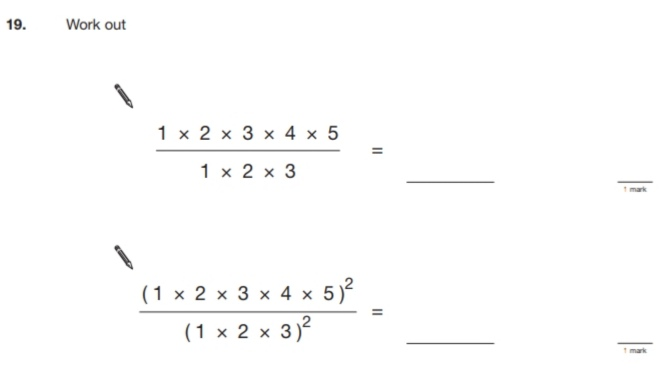 19. Work out
1 × 2 × 3 × 4 × 5
=
1 × 2 × 3
1 mark
(1 × 2 × 3 × 4 × 5)²
=
(1 × 2 × 3)²
1 mark